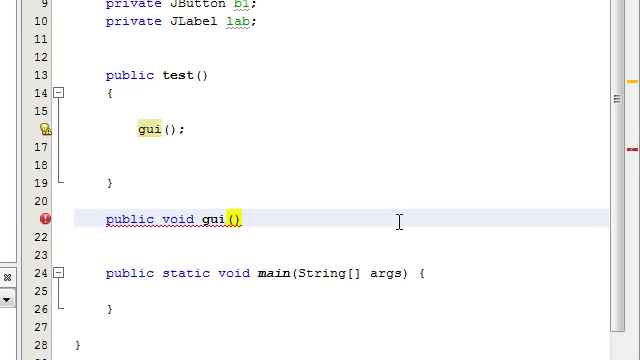 9 private JButton b1;
10 private JLabel lab;
11
12
13 public test()
14 {
15
gui();
17
18
19 }
20
public void gui()
22
23
24 public static void main(String[] args) {
25
26 }
27
28 }